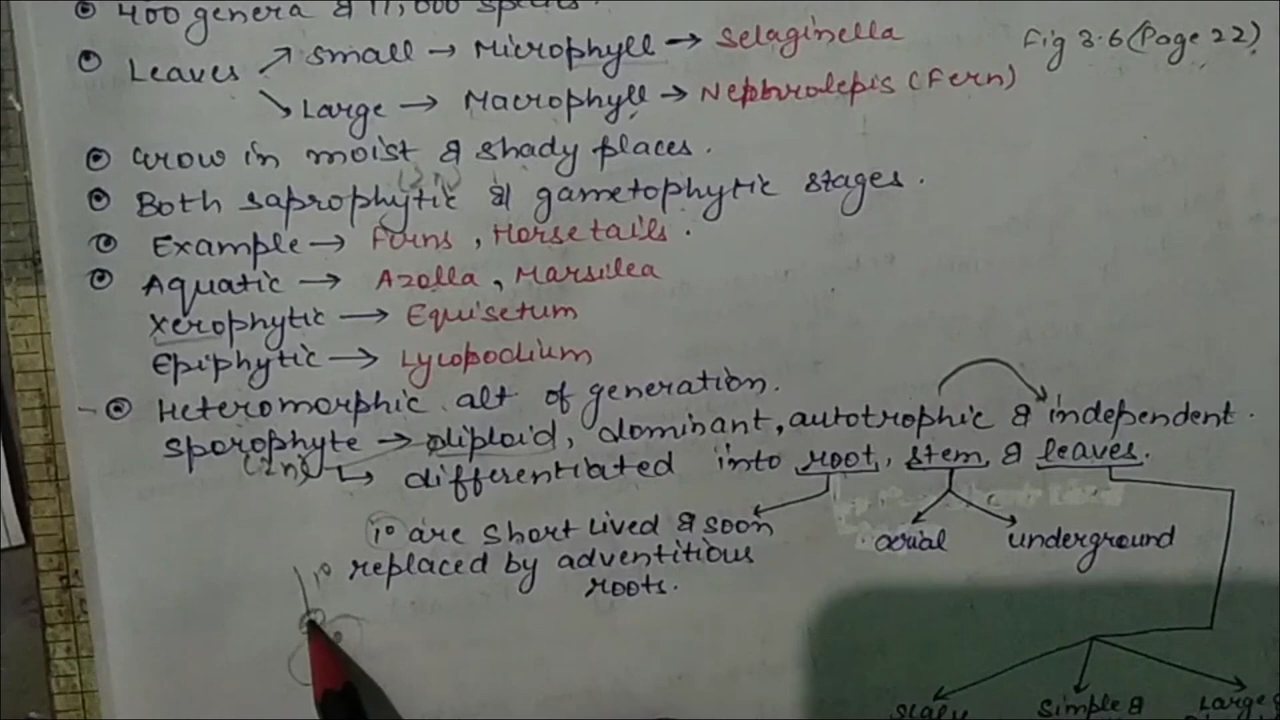 400 genera & 11,000 species.
Leaves ↗ Small → Microphyll → Selaginella Fig 3.6 (Page 22)
↘ Large → Macrophyll → Nephrolepis (Fern)
Grow in moist & shady places.
(2n)
Both saprophytic & gametophytic stages.
Example → Ferns, Horsetails.
Aquatic → Azolla, Marsilea
Xerophytic → Equisetum
Epiphytic → Lycopodium
Heteromorphic alt of generation.
Sporophyte → diploid, dominant, autotrophic & independent.
(2n) ↳ differentiated into root, stem & leaves.
1° are short lived & soon
replaced by adventitious
roots.
aerial underground
1°
Scaly Simple & Large